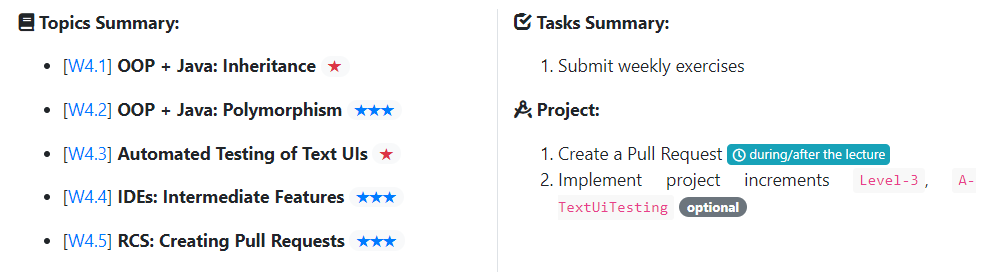 Topics Summary:
[W4.1] OOP + Java: Inheritance ★
[W4.2] OOP + Java: Polymorphism ★★★
[W4.3] Automated Testing of Text UIs ★
[W4.4] IDEs: Intermediate Features ★★★
[W4.5] RCS: Creating Pull Requests ★★★
Tasks Summary:
1. Submit weekly exercises
Project:
1. Create a Pull Request during/after the lecture
2. Implement project increments Level-3, A-
TextUiTesting optional